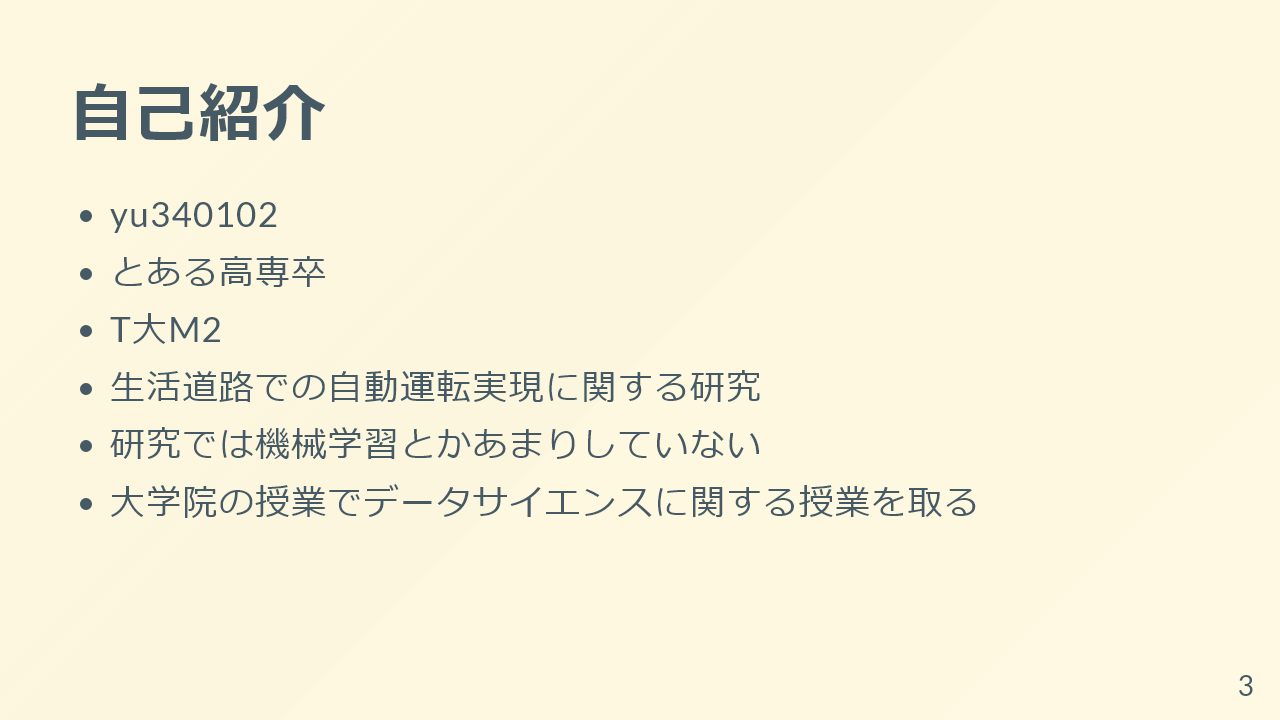 自己紹介
yu340102
とある高専卒
T大M2
生活道路での自動運転実現に関する研究
研究では機械学習とかあまりしていない
大学院の授業でデータサイエンスに関する授業を取る
3